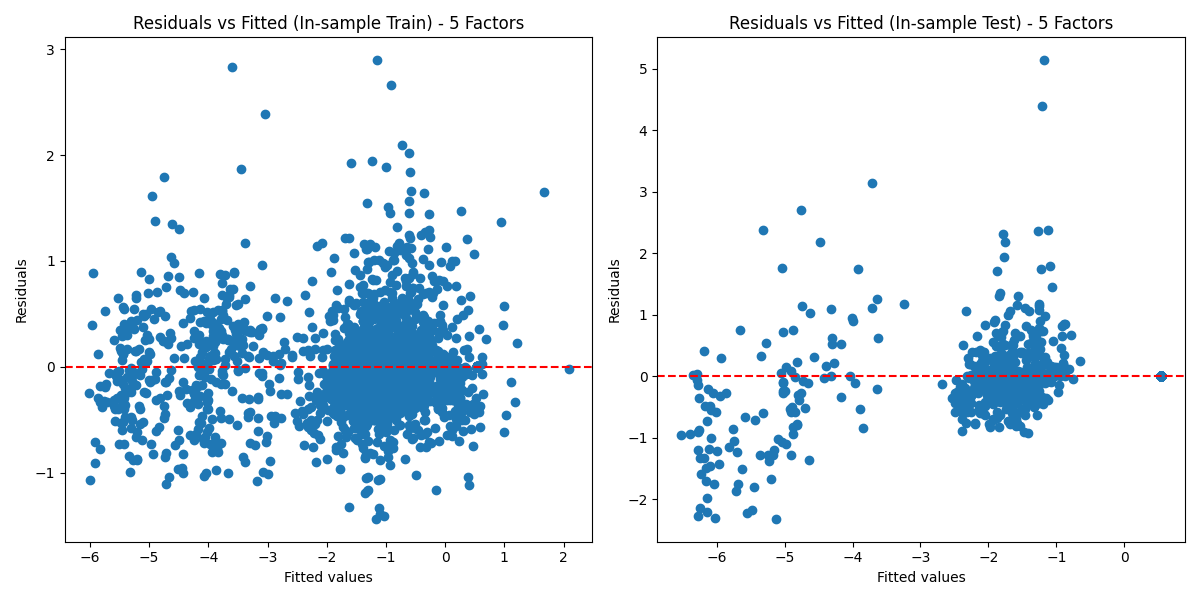 Residuals vs Fitted (In-sample Train) - 5 Factors
Residuals
3
2
1
0
−1
−6 −5 −4 −3 −2 −1 0 1 2
Fitted values
Residuals vs Fitted (In-sample Test) - 5 Factors
Residuals
5
4
3
2
1
0
−1
−2
−6 −5 −4 −3 −2 −1 0
Fitted values